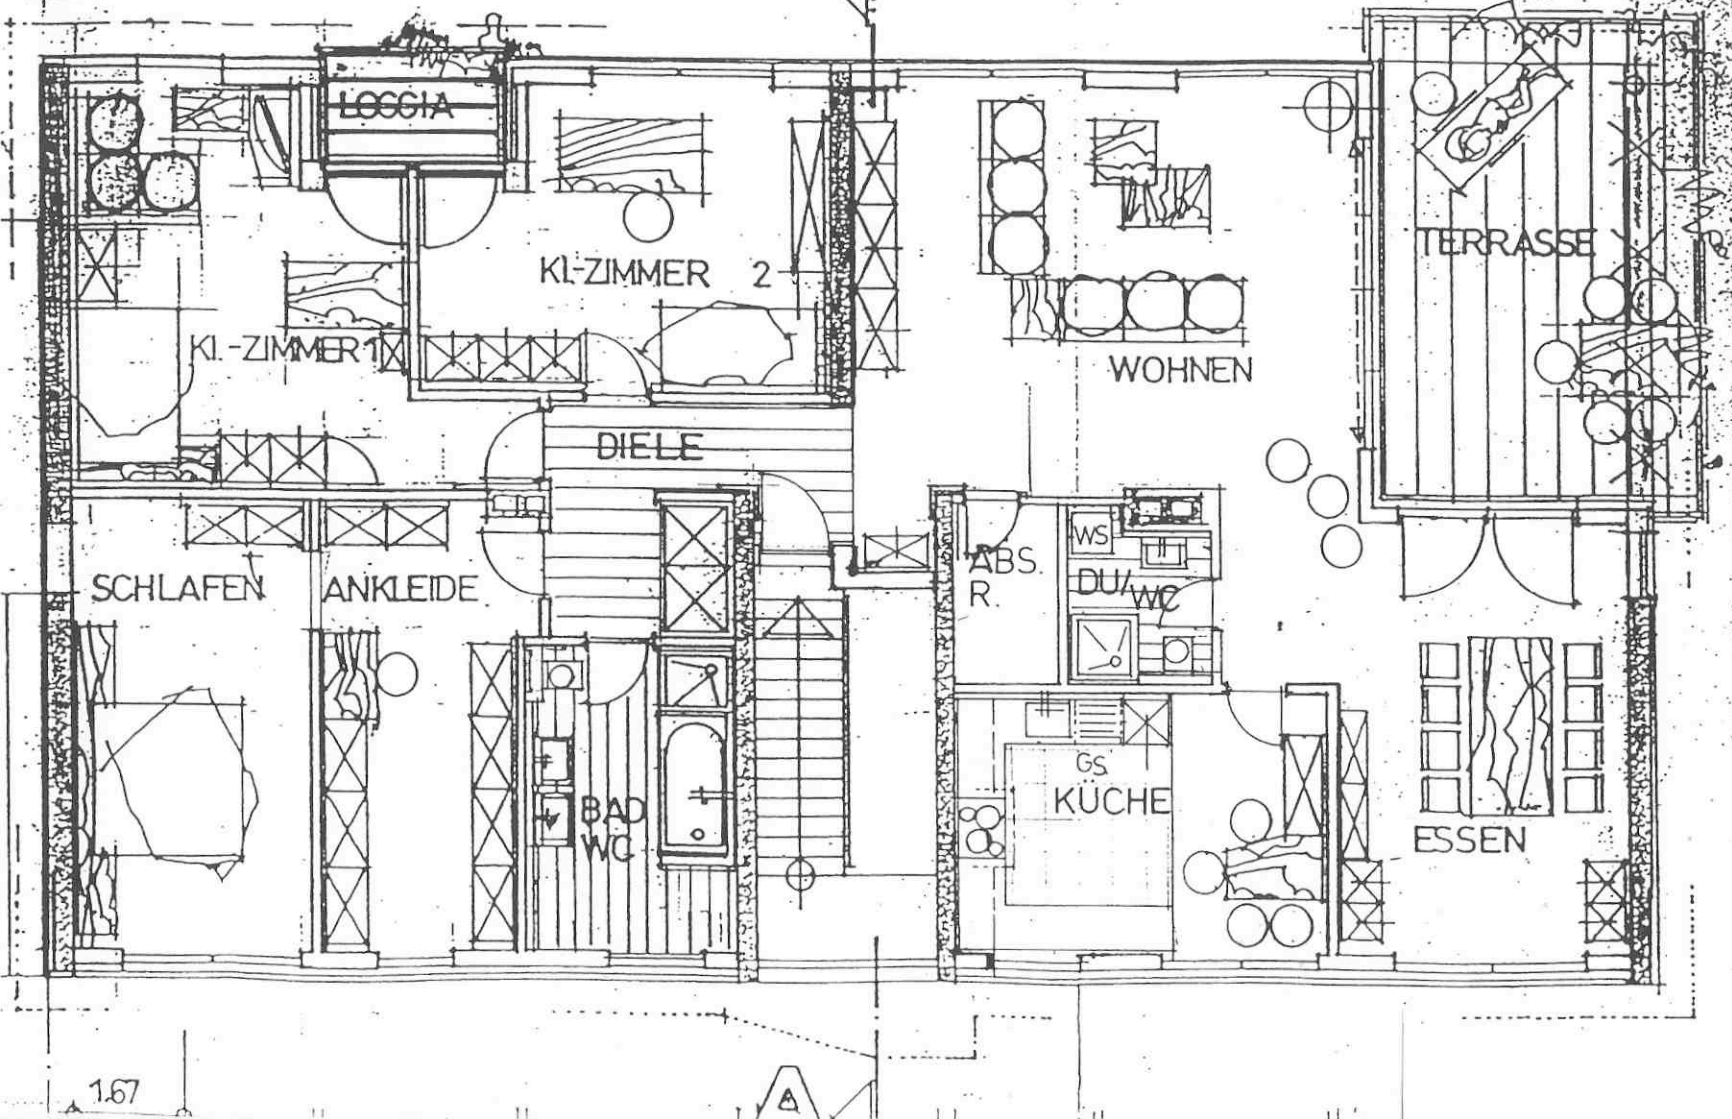 LOGGIA
KI.-ZIMMER 2
KI.-ZIMMER 1
TERRASSE
WOHNEN
DIELE
WS
ABS.
R.
DU/WC
SCHLAFEN
ANKLEIDE
GS
KÜCHE
BAD
WC
ESSEN
1.67
A